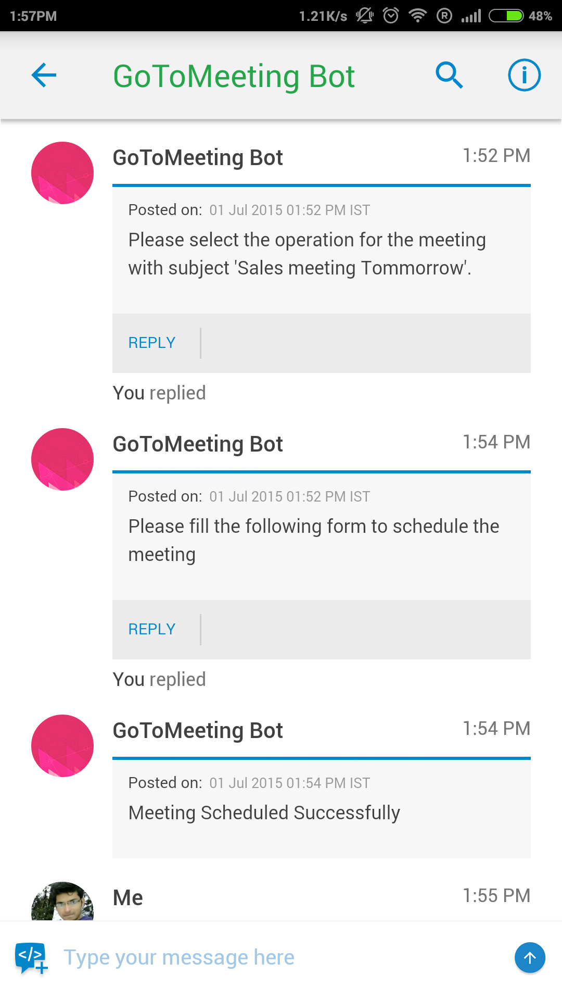 1:57PM 1.21K/s R 48%
GoToMeeting Bot i
GoToMeeting Bot 1:52 PM
Posted on: 01 Jul 2015 01:52 PM IST
Please select the operation for the meeting
with subject 'Sales meeting Tommorrow'.
REPLY
You replied
GoToMeeting Bot 1:54 PM
Posted on: 01 Jul 2015 01:52 PM IST
Please fill the following form to schedule the
meeting
REPLY
You replied
GoToMeeting Bot 1:54 PM
Posted on: 01 Jul 2015 01:54 PM IST
Meeting Scheduled Successfully
Me 1:55 PM
</> Type your message here